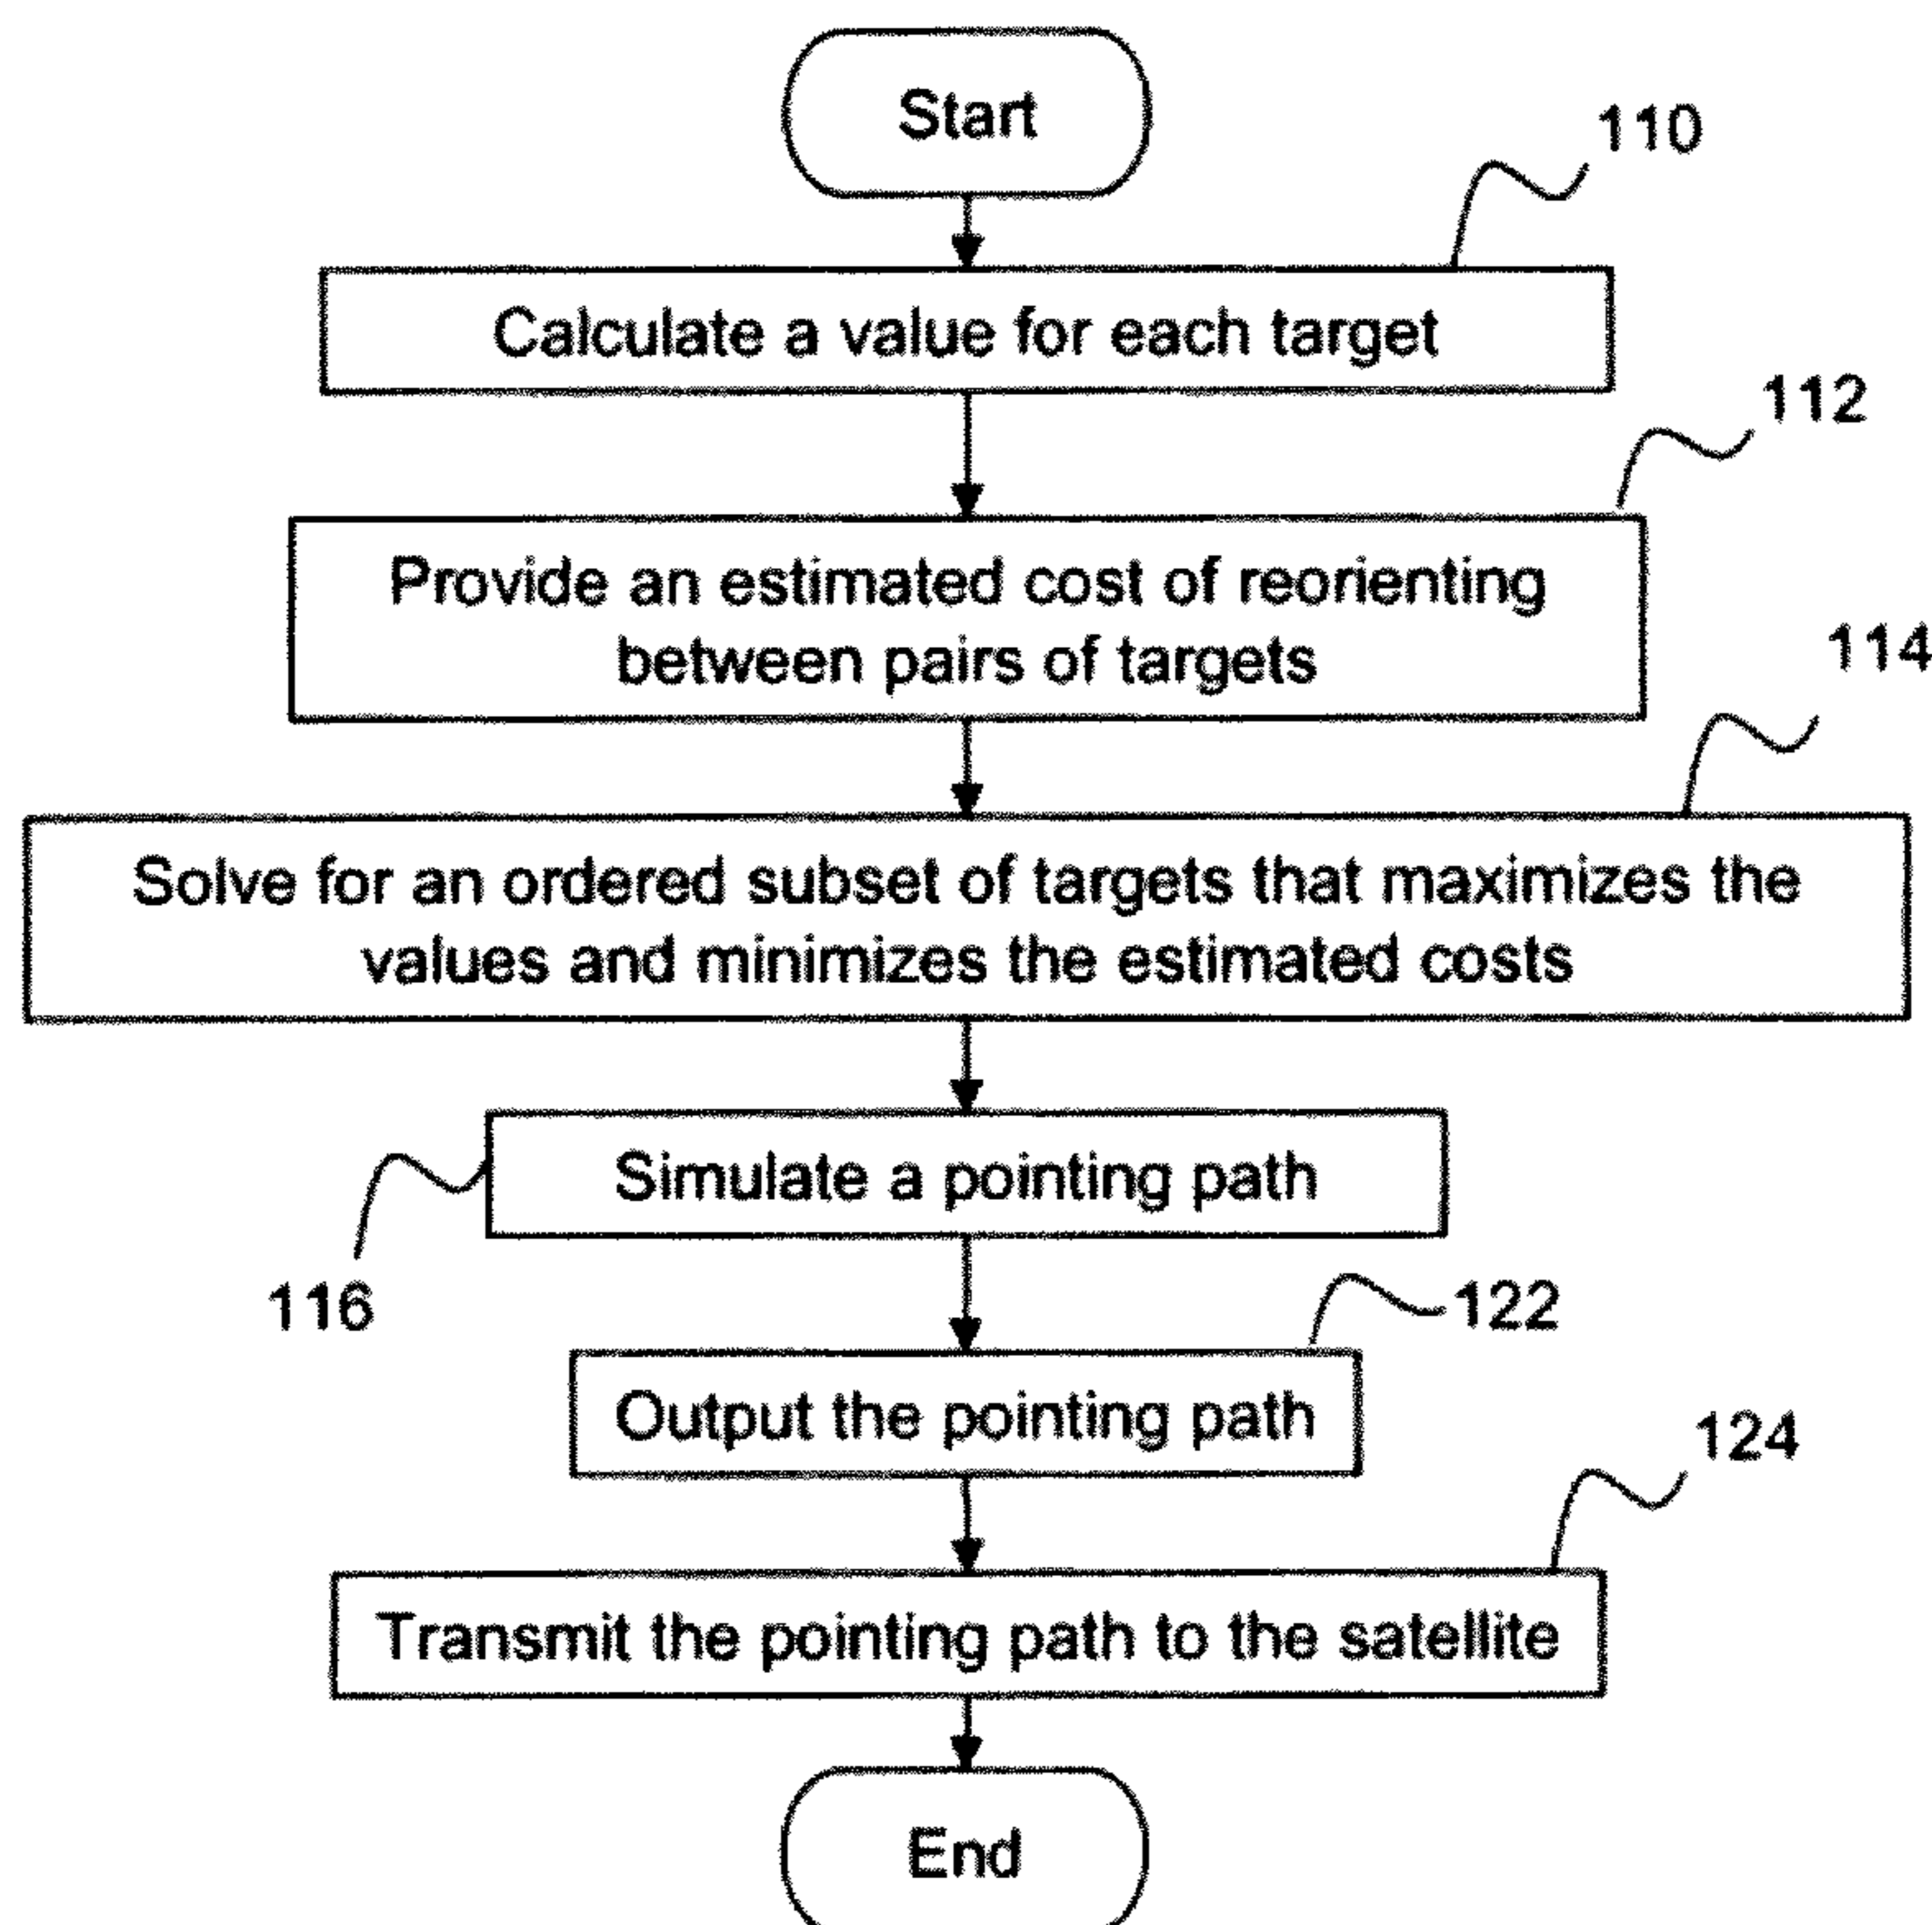 Start
110
Calculate a value for each target
112
Provide an estimated cost of reorienting
between pairs of targets
114
Solve for an ordered subset of targets that maximizes the
values and minimizes the estimated costs
Simulate a pointing path
116
122
Output the pointing path
124
Transmit the pointing path to the satellite
End